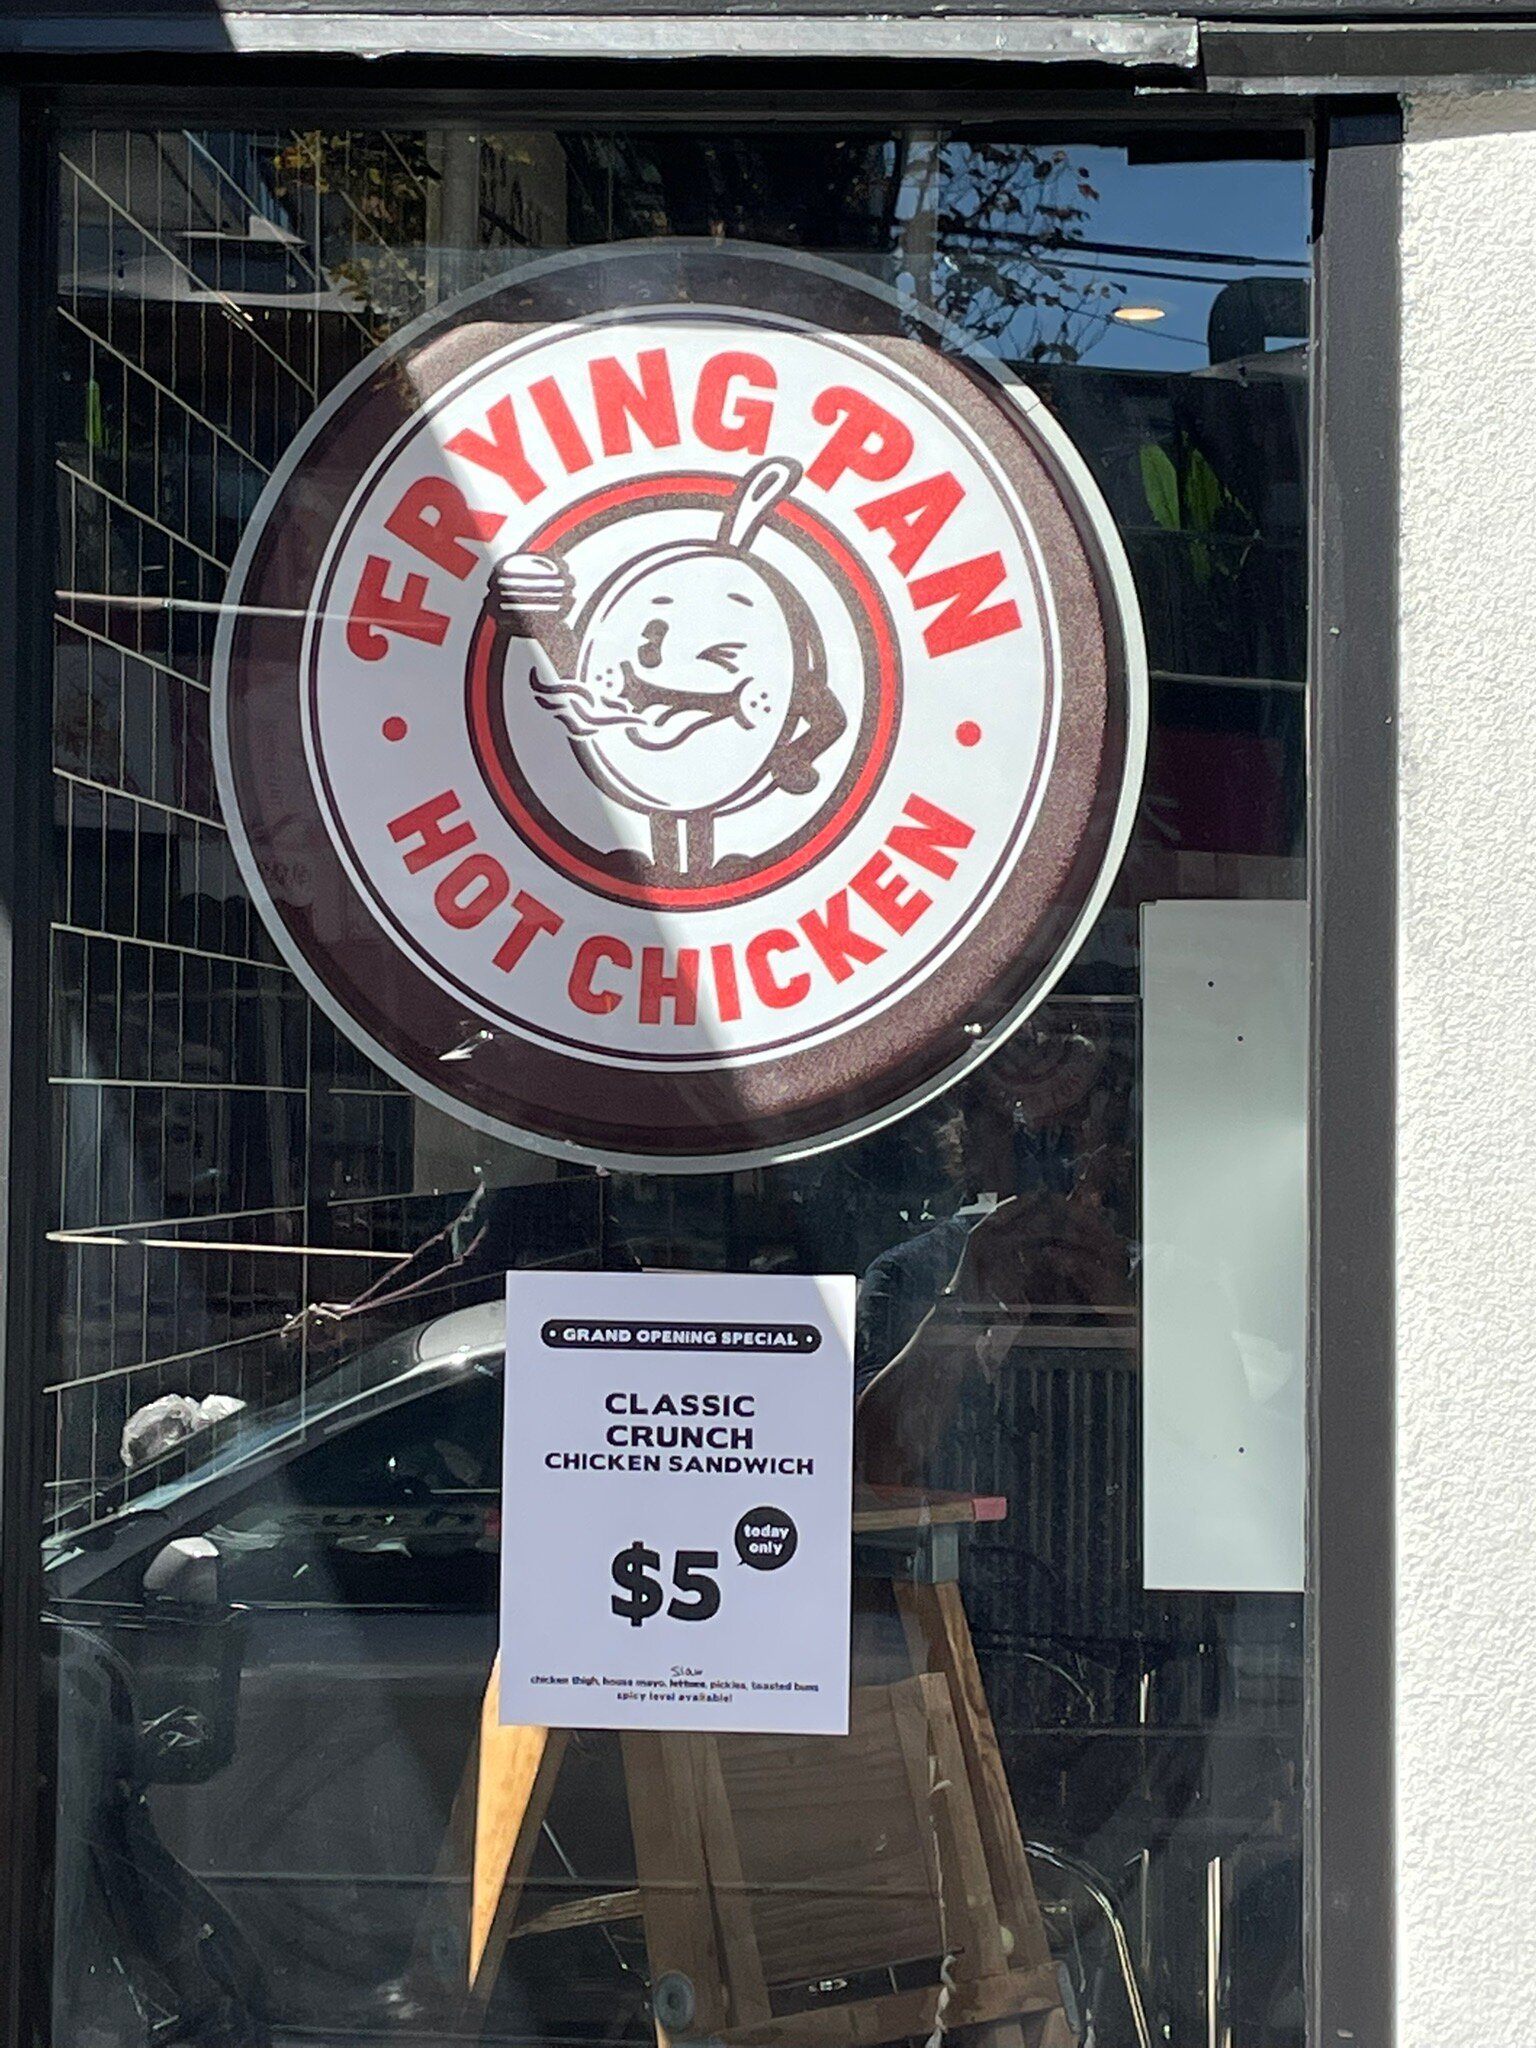 FRYING PAN
HOT CHICKEN
• GRAND OPENING SPECIAL •
CLASSIC
CRUNCH
CHICKEN SANDWICH
today
only
$5
Slaw
chicken thigh, house mayo, lettuce, pickles, toasted buns
spicy level available!